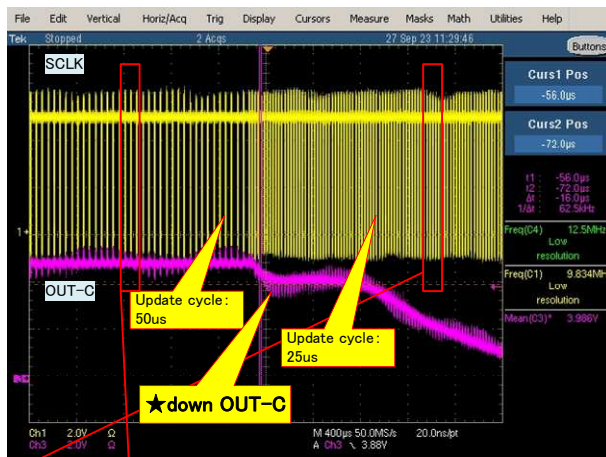 File Edit Vertical Horiz/Acq Trig Display Cursors Measure Masks Math Utilities Help
Tek Stopped 2 Acqs 27 Sep 23 11:29:46
Buttons
SCLK
Curs1 Pos
-56.0µs
Curs2 Pos
-72.0µs
t1 : -56.0µs
t2 : -72.0µs
Δt : -16.0µs
1/Δt : 62.5kHz
1
Freq(C4) 12.5MHz
Low
resolution
OUT-C
Freq(C1) 9.834MH
Low
resolution
Update cycle:
50us
Mean(C3)* 3.986V
Update cycle:
25us
★down OUT-C
Ch1 2.0V Ω M 400µs 50.0MS/s 20.0ns/pt
Ch3 2.0V Ω A Ch3 3.88V